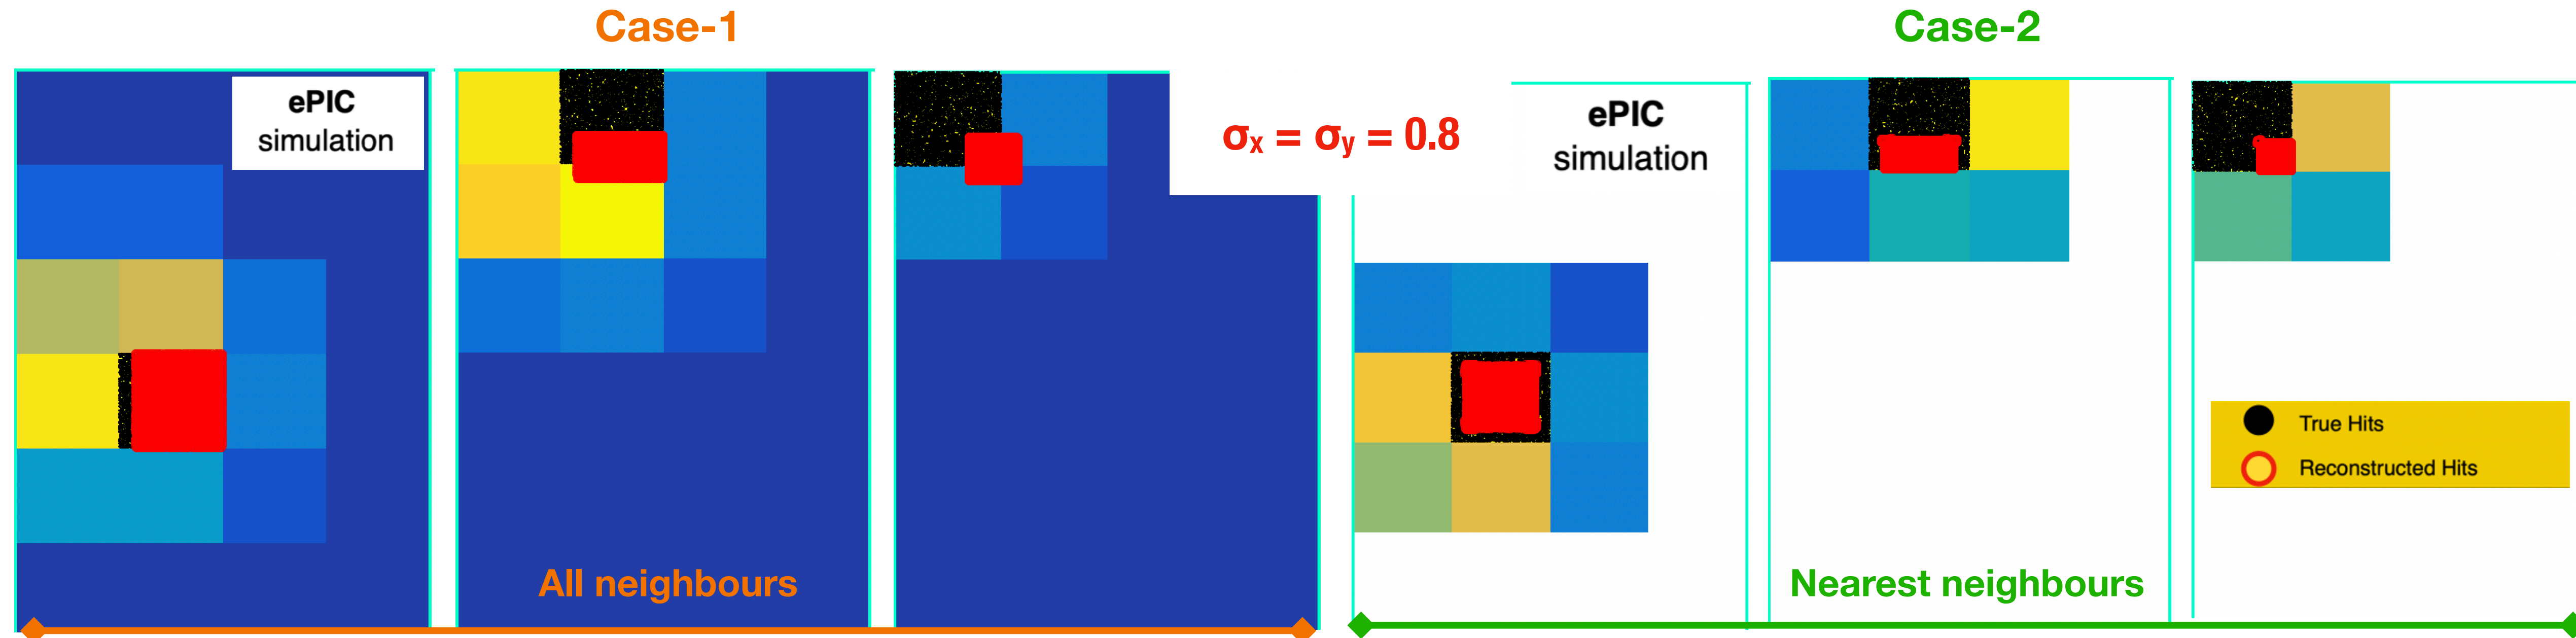 Case-1
Case-2
ePIC
simulation
σx = σy = 0.8
ePIC
simulation
True Hits
Reconstructed Hits
All neighbours
Nearest neighbours